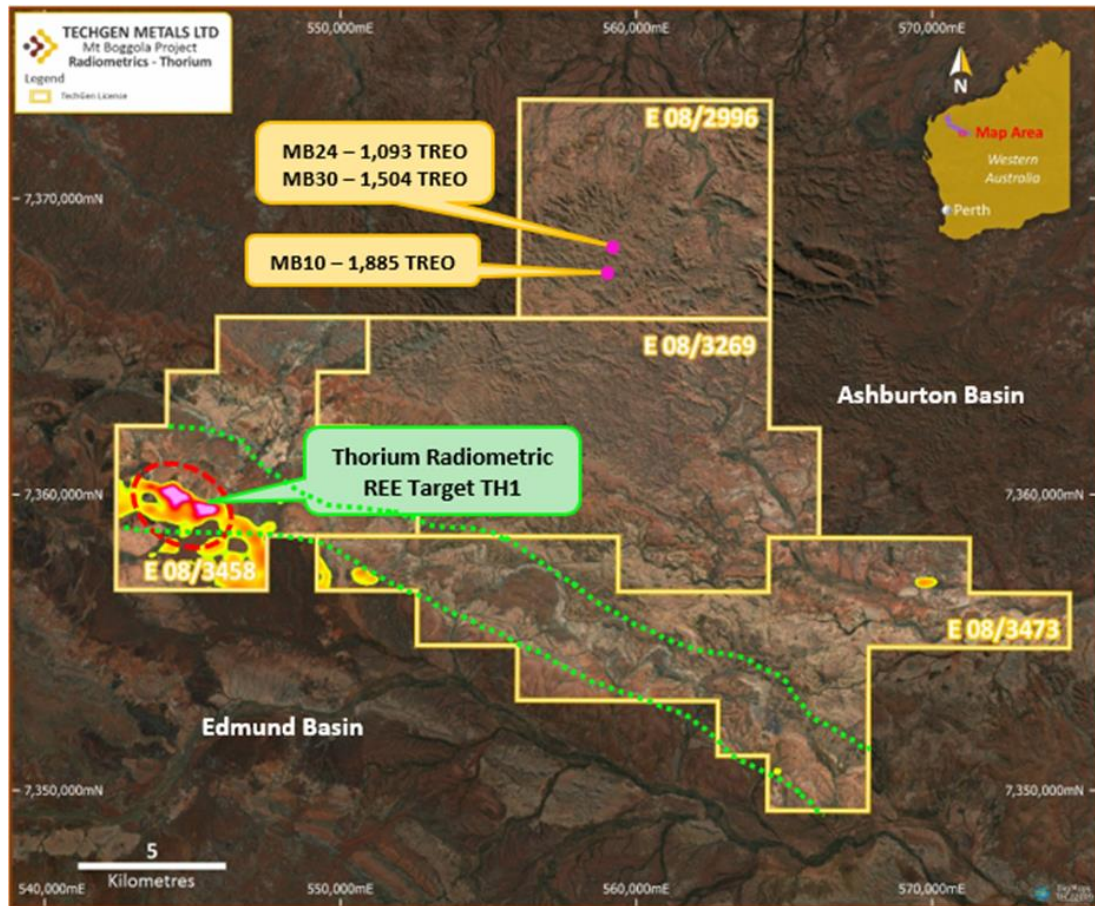 TECHGEN METALS LTD
Mt Boggola Project
Radiometrics - Thorium
Legend
TechGen License
550,000mE
560,000mE
570,000mE
N
Map Area
Western
Australia
Perth
E 08/2996
MB24 – 1,093 TREO
MB30 – 1,504 TREO
7,370,000mN
7,370,000mN
MB10 – 1,885 TREO
E 08/3269
Ashburton Basin
Thorium Radiometric
REE Target TH1
7,360,000mN
7,360,000mN
E 08/3458
E 08/3473
Edmund Basin
7,350,000mN
7,350,000mN
5
Kilometres
540,000mE
550,000mE
560,000mE
570,000mE